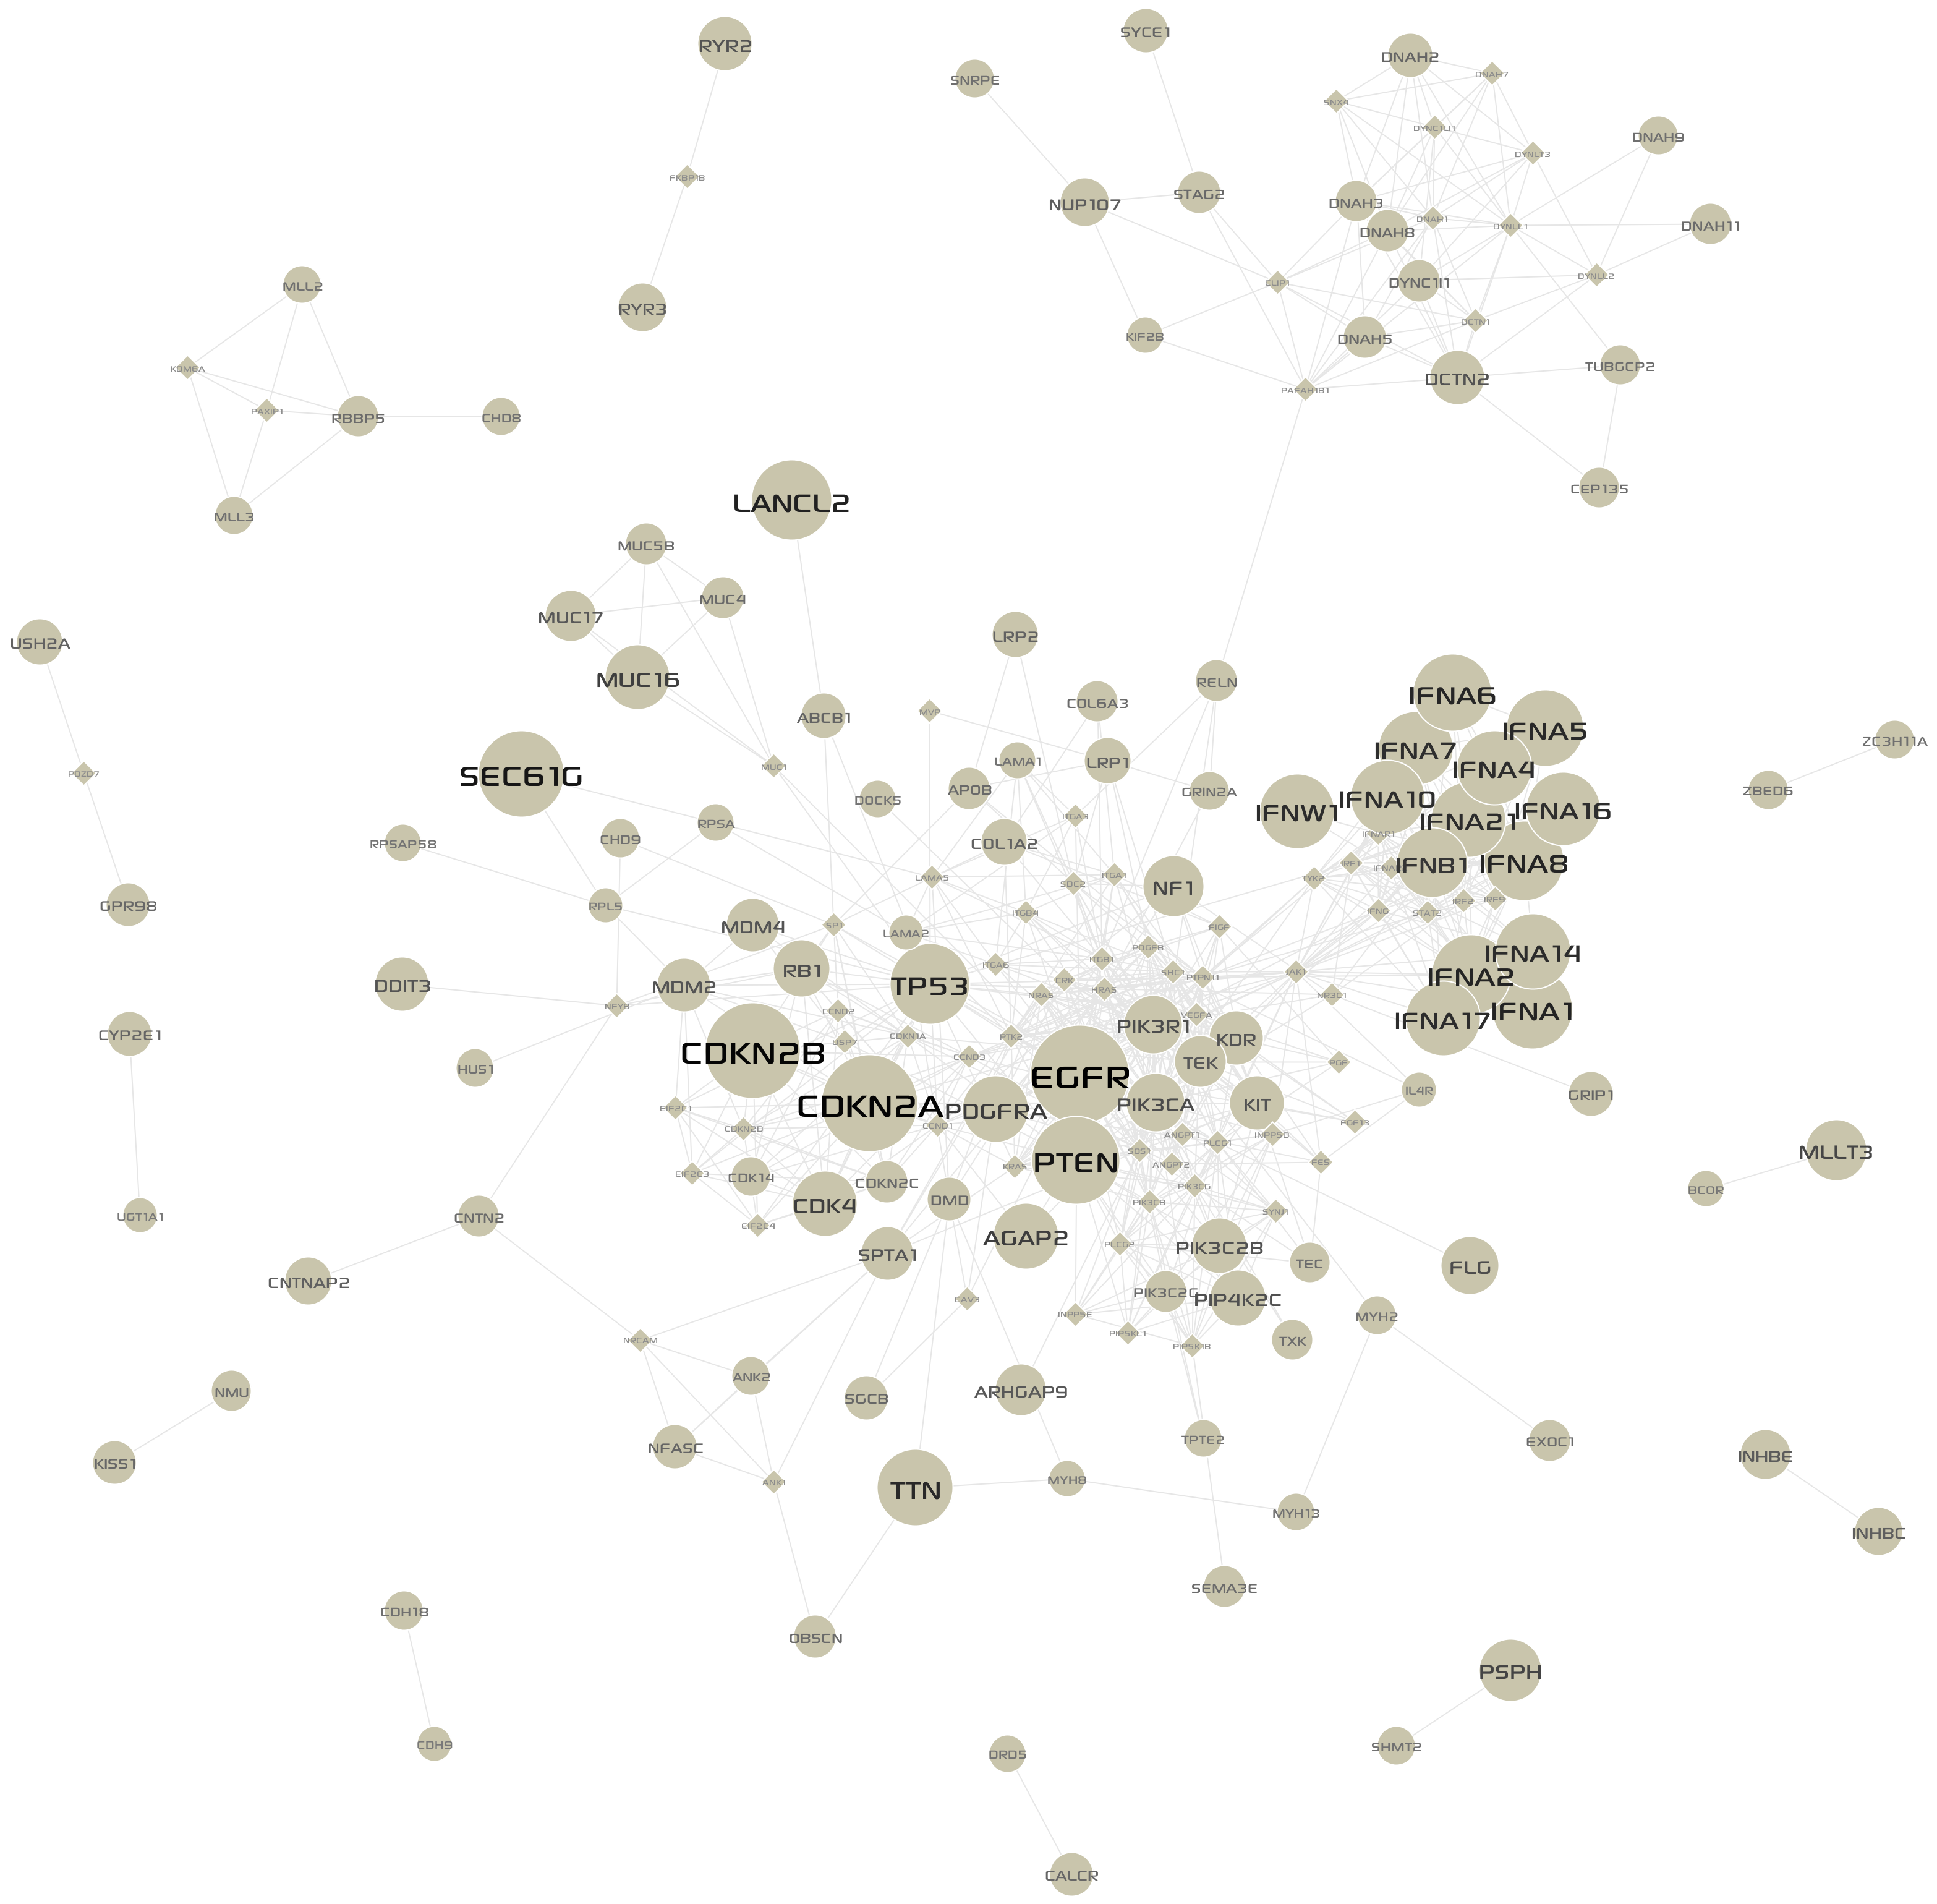 RYR2
SYCE1
DNAH2
DNAH7
SNRPE
SNX4
DYNC1LI1
DNAH9
DYNLT3
FKBP1B
STAG2
NUP107
DNAH3
DNAH1
DYNLL1
DNAH11
DNAH8
DYNLL2
CLIP1
DYNC1I1
MLL2
RYR3
DCTN1
KIF2B
DNAH5
KDM6A
TUBGCP2
DCTN2
PAFAH1B1
PAXIP1
RBBP5
CHD8
CEP135
LANCL2
MLL3
MUC5B
MUC4
MUC17
LRP2
USH2A
MUC16
RELN
IFNA6
COL6A3
MVP
ABCB1
IFNA5
ZC3H11A
IFNA7
LAMA1
LRP1
MUC1
IFNA4
PDZD7
SEC61G
APOB
GRIN2A
ZBED6
DOCK5
IFNA10
IFNW1
IFNA16
ITGA3
RPSA
IFNA21
IFNAR1
CHD9
RPSAP58
COL1A2
IRF1
IFNB1
IFNA8
LAMA5
ITGA1
TYK2
SDC2
NF1
GPR98
RPL5
IRF2
IRF9
IFNG
STAT2
ITGB4
MDM4
SP1
FIGF
LAMA2
PDGFB
IFNA14
ITGB1
ITGA6
RB1
SHC1
PTPN11
JAK1
IFNA2
CRK
DDIT3
MDM2
TP53
HRAS
NRAS
NR3C1
NFYB
CCND2
VEGFA
IFNA1
IFNA17
PIK3R1
CYP2E1
CDKN1A
PTK2
KDR
USP7
CDKN2B
CCND3
TEK
PGF
HUS1
EGFR
IL4R
GRIP1
CDKN2A
PIK3CA
KIT
EIF2C1
PDGFRA
FGF13
CCND1
CDKN2D
ANGPT1
INPP5D
PLCG1
SOS1
MLLT3
PTEN
ANGPT2
FES
KRAS
EIF2C3
CDK14
CDKN2C
PIK3CG
BCOR
DMD
PIK3CB
CDK4
UGT1A1
CNTN2
SYNJ1
EIF2C4
AGAP2
PLCG2
PIK3C2B
SPTA1
TEC
FLG
CNTNAP2
PIK3C2G
PIP4K2C
CAV3
INPP5E
MYH2
PIP5KL1
NRCAM
TXK
PIP5K1B
ANK2
NMU
ARHGAP9
SGCB
TPTE2
EXOC1
NFASC
INHBE
KISS1
MYH8
ANK1
TTN
MYH13
INHBC
SEMA3E
CDH18
OBSCN
PSPH
CDH9
SHMT2
DRD5
CALCR